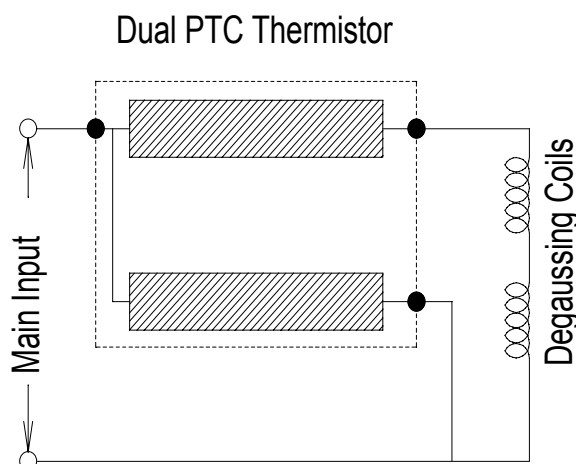 Dual PTC Thermistor
Main Input
Degaussing Coils